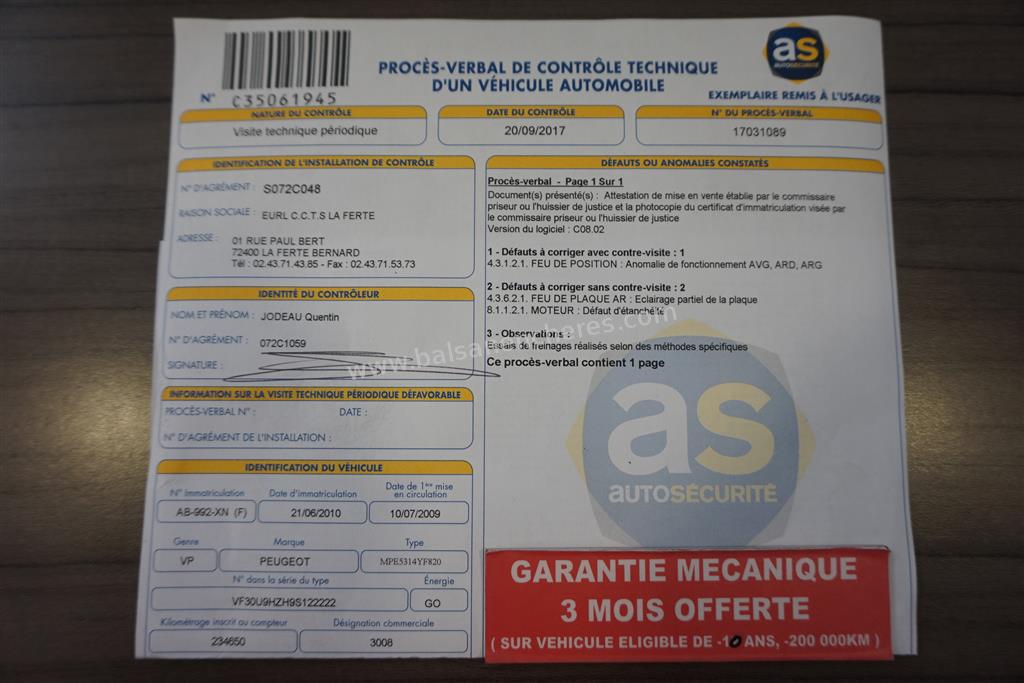 as
AUTOSÉCURITÉ
PROCÈS-VERBAL DE CONTRÔLE TECHNIQUE
D'UN VÉHICULE AUTOMOBILE
N° C35061945
EXEMPLAIRE REMIS À L'USAGER
NATURE DU CONTRÔLE
Visite technique périodique
DATE DU CONTRÔLE
20/09/2017
N° DU PROCÈS-VERBAL
17031089
IDENTIFICATION DE L'INSTALLATION DE CONTRÔLE
N° D'AGRÉMENT : S072C048
RAISON SOCIALE : EURL C.C.T.S LA FERTE
ADRESSE : 01 RUE PAUL BERT
72400 LA FERTE BERNARD
Tél : 02.43.71.43.85 - Fax : 02.43.71.53.73
IDENTITÉ DU CONTRÔLEUR
NOM ET PRÉNOM : JODEAU Quentin
N° D'AGRÉMENT : 072C1059
SIGNATURE :
INFORMATION SUR LA VISITE TECHNIQUE PÉRIODIQUE DÉFAVORABLE
PROCÈS-VERBAL N° : DATE :
N° D'AGRÉMENT DE L'INSTALLATION :
IDENTIFICATION DU VÉHICULE
N° Immatriculation Date d'immatriculation Date de 1ère mise en circulation
AB-992-XN (F) 21/06/2010 10/07/2009
Genre Marque Type
VP PEUGEOT MPE5314YF820
N° dans la série du type Énergie
VF30U9HZH9S122222 GO
Kilométrage inscrit au compteur Désignation commerciale
234650 3008
DÉFAUTS OU ANOMALIES CONSTATÉS
Procès-verbal - Page 1 Sur 1
Document(s) présenté(s) : Attestation de mise en vente établie par le commissaire
priseur ou l'huissier de justice et la photocopie du certificat d'immatriculation visée par
le commissaire priseur ou l'huissier de justice
Version du logiciel : C08.02
1 - Défauts à corriger avec contre-visite : 1
4.3.1.2.1. FEU DE POSITION : Anomalie de fonctionnement AVG, ARD, ARG
2 - Défauts à corriger sans contre-visite : 2
4.3.6.2.1. FEU DE PLAQUE AR : Eclairage partiel de la plaque
8.1.1.2.1. MOTEUR : Défaut d'étanchéité
3 - Observations :
Essais de freinages réalisés selon des méthodes spécifiques
Ce procès-verbal contient 1 page
as
AUTOSÉCURITÉ
GARANTIE MECANIQUE
3 MOIS OFFERTE
( SUR VEHICULE ELIGIBLE DE -10 ANS, -200 000KM )